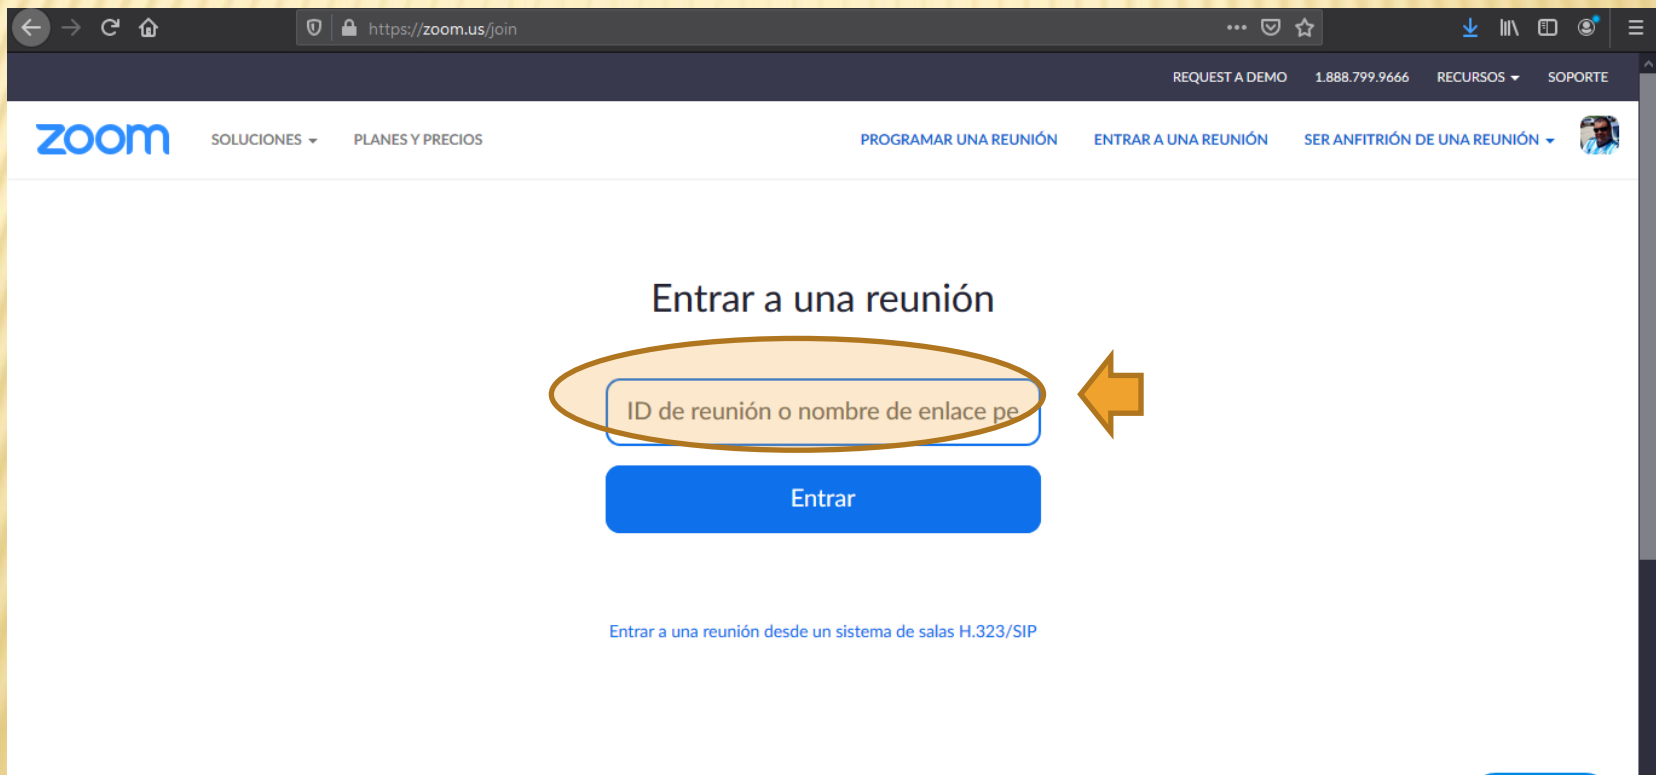 https://zoom.us/join
REQUEST A DEMO 1.888.799.9666 RECURSOS SOPORTE
zoom SOLUCIONES PLANES Y PRECIOS PROGRAMAR UNA REUNIÓN ENTRAR A UNA REUNIÓN SER ANFITRIÓN DE UNA REUNIÓN
Entrar a una reunión
ID de reunión o nombre de enlace pe
Entrar
Entrar a una reunión desde un sistema de salas H.323/SIP